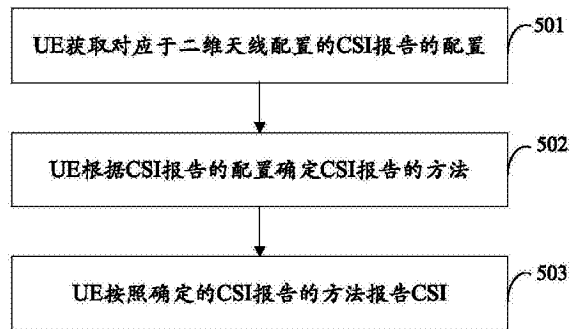 UE获取对应于二维天线配置的CSI报告的配置
501
UE根据CSI报告的配置确定CSI报告的方法
502
UE按照确定的CSI报告的方法报告CSI
503